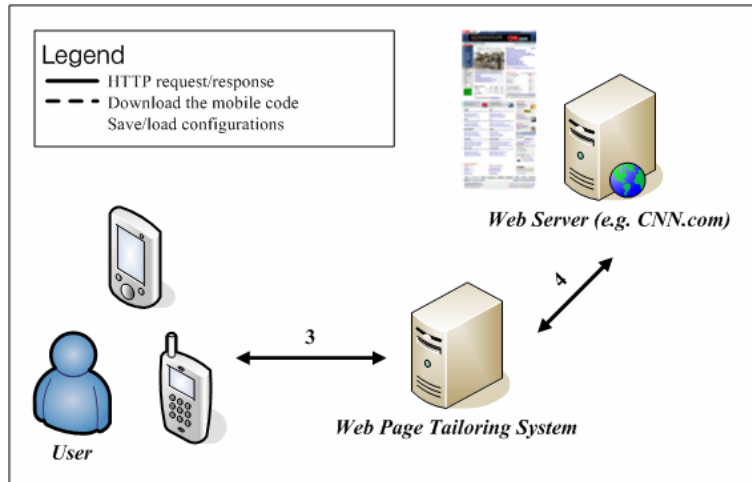 Legend
HTTP request/response
Download the mobile code
Save/load configurations
Web Server (e.g. CNN.com)
4
3
Web Page Tailoring System
User